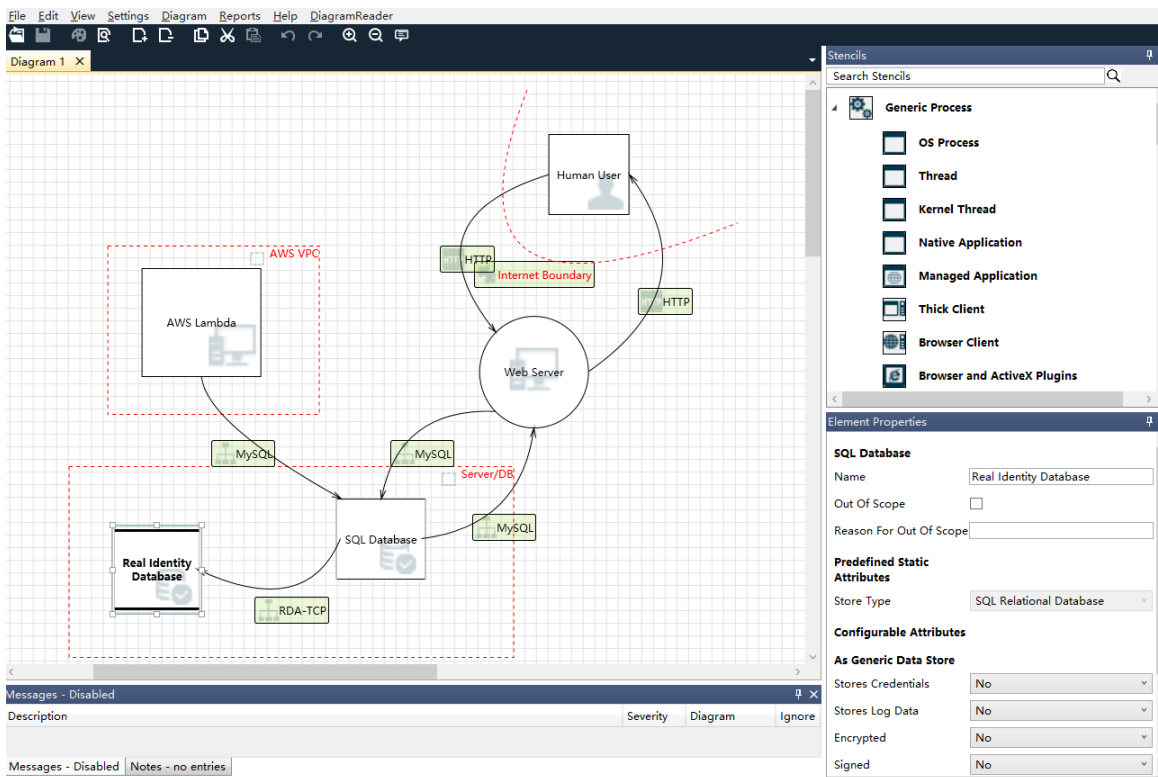 File Edit View Settings Diagram Reports Help DiagramReader
Diagram 1
Human User
HTTP
Internet Boundary
HTTP
AWS VPC
AWS Lambda
Web Server
MySQL
MySQL
Server/DB
MySQL
SQL Database
Real Identity
Database
RDA-TCP
Stencils
Search Stencils
Generic Process
OS Process
Thread
Kernel Thread
Native Application
Managed Application
Thick Client
Browser Client
Browser and ActiveX Plugins
Element Properties
SQL Database
Name Real Identity Database
Out Of Scope
Reason For Out Of Scope
Predefined Static
Attributes
Store Type SQL Relational Database
Configurable Attributes
As Generic Data Store
Stores Credentials No
Stores Log Data No
Encrypted No
Signed No
Messages - Disabled
Description Severity Diagram Ignore
Messages - Disabled Notes - no entries